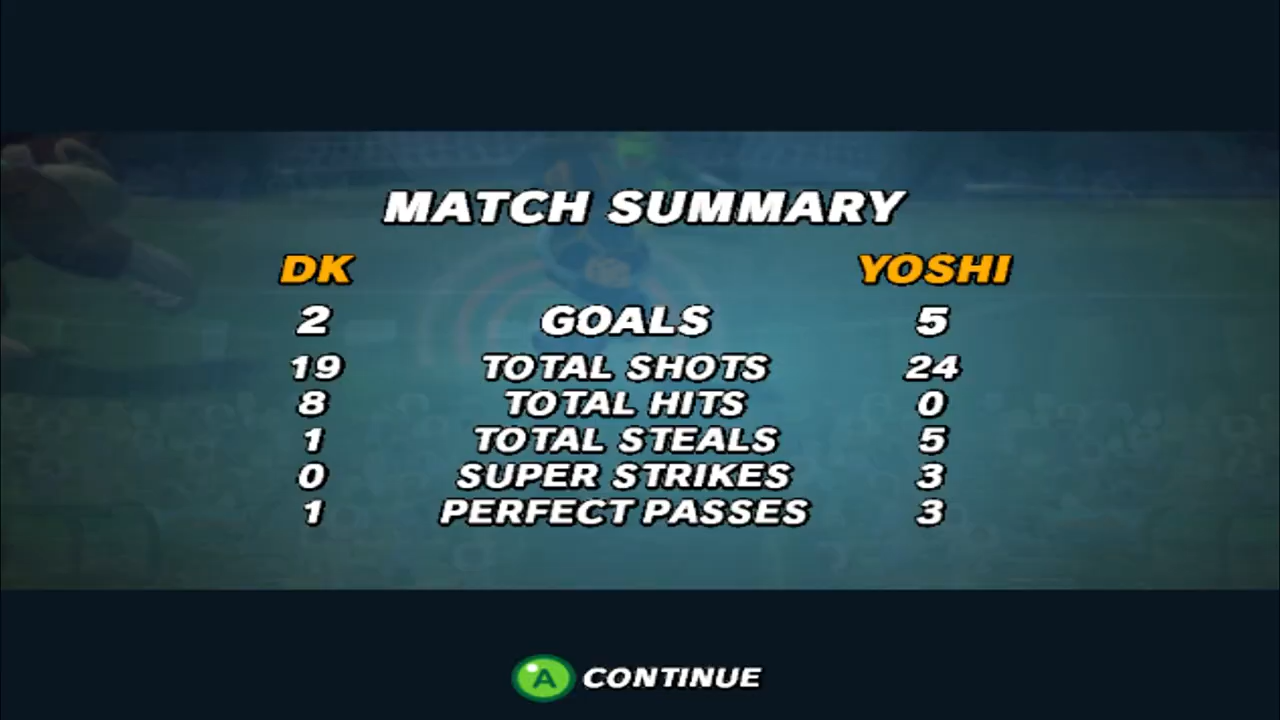 MATCH SUMMARY
DK YOSHI
2 GOALS 5
19 TOTAL SHOTS 24
8 TOTAL HITS 0
1 TOTAL STEALS 5
0 SUPER STRIKES 3
1 PERFECT PASSES 3
A CONTINUE